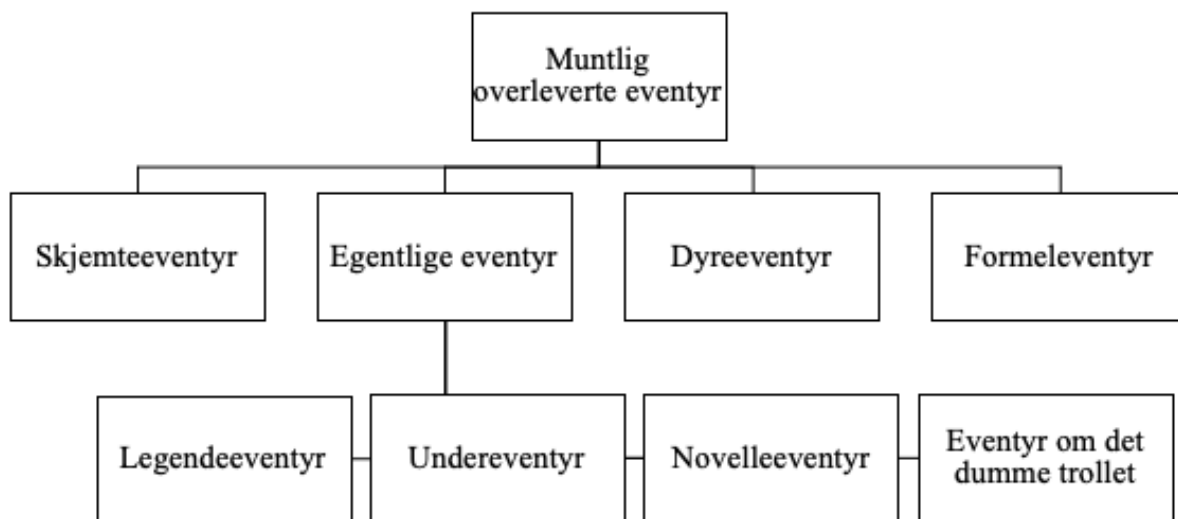 Muntlig
overleverte eventyr
Skjemteeventyr
Egentlige eventyr
Dyreeventyr
Formeleventyr
Legendeeventyr
Undereventyr
Novelleeventyr
Eventyr om det
dumme trollet